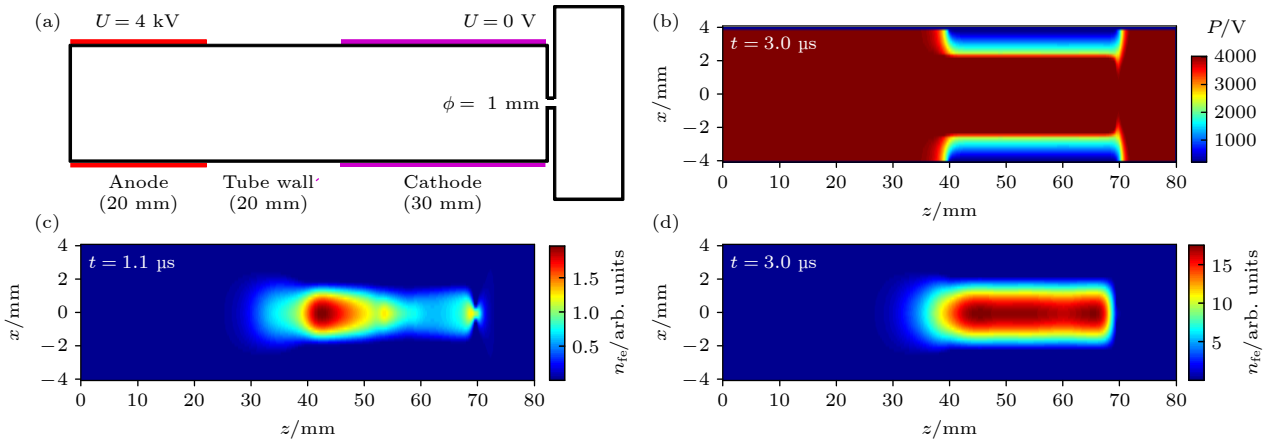 (a)
U = 4 kV
U = 0 V
ϕ = 1 mm
Anode
(20 mm)
Tube wall
(20 mm)
Cathode
(30 mm)
(b)
t = 3.0 µs
x/mm
4
2
0
−2
−4
0 10 20 30 40 50 60 70 80
z/mm
P/V
4000
3000
2000
1000
(c)
t = 1.1 µs
x/mm
4
2
0
−2
−4
0 10 20 30 40 50 60 70 80
z/mm
1.5
1.0
0.5
nfe/arb. units
(d)
t = 3.0 µs
x/mm
4
2
0
−2
−4
0 10 20 30 40 50 60 70 80
z/mm
15
10
5
nfe/arb. units